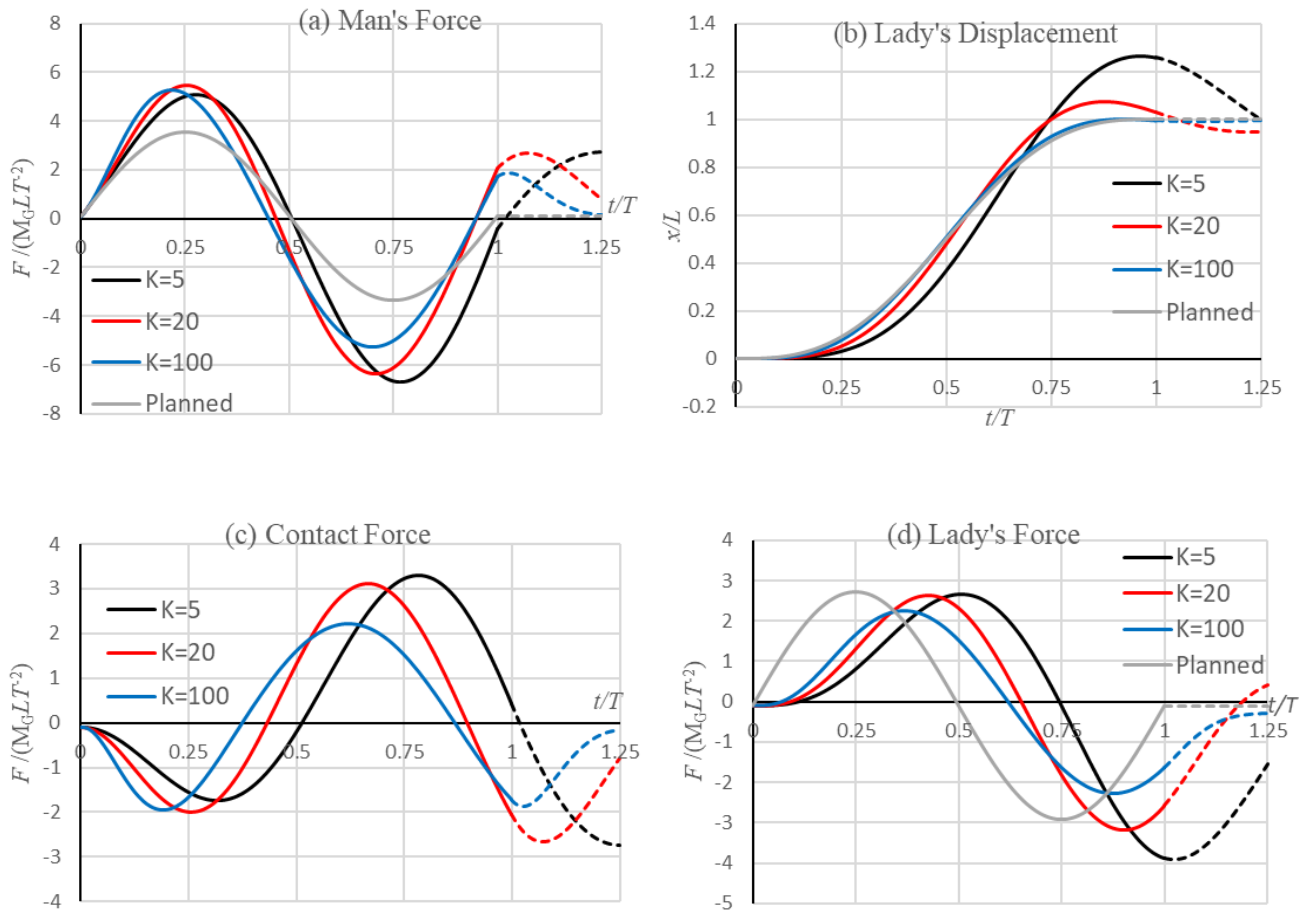 (a) Man's Force
8
6
4
2
0
-2
-4
-6
-8
F /(M_GLT^-2)
0
0.25
0.5
0.75
1
1.25
t/T
K=5
K=20
K=100
Planned
(b) Lady's Displacement
1.4
1.2
1
0.8
0.6
0.4
0.2
0
-0.2
x/L
0
0.25
0.5
0.75
1
1.25
t/T
K=5
K=20
K=100
Planned
(c) Contact Force
4
3
2
1
0
-1
-2
-3
-4
F /(M_GLT^-2)
0
0.25
0.5
0.75
1
1.25
t/T
K=5
K=20
K=100
(d) Lady's Force
4
3
2
1
0
-1
-2
-3
-4
-5
F /(M_GLT^-2)
0
0.25
0.5
0.75
1
1.25
t/T
K=5
K=20
K=100
Planned